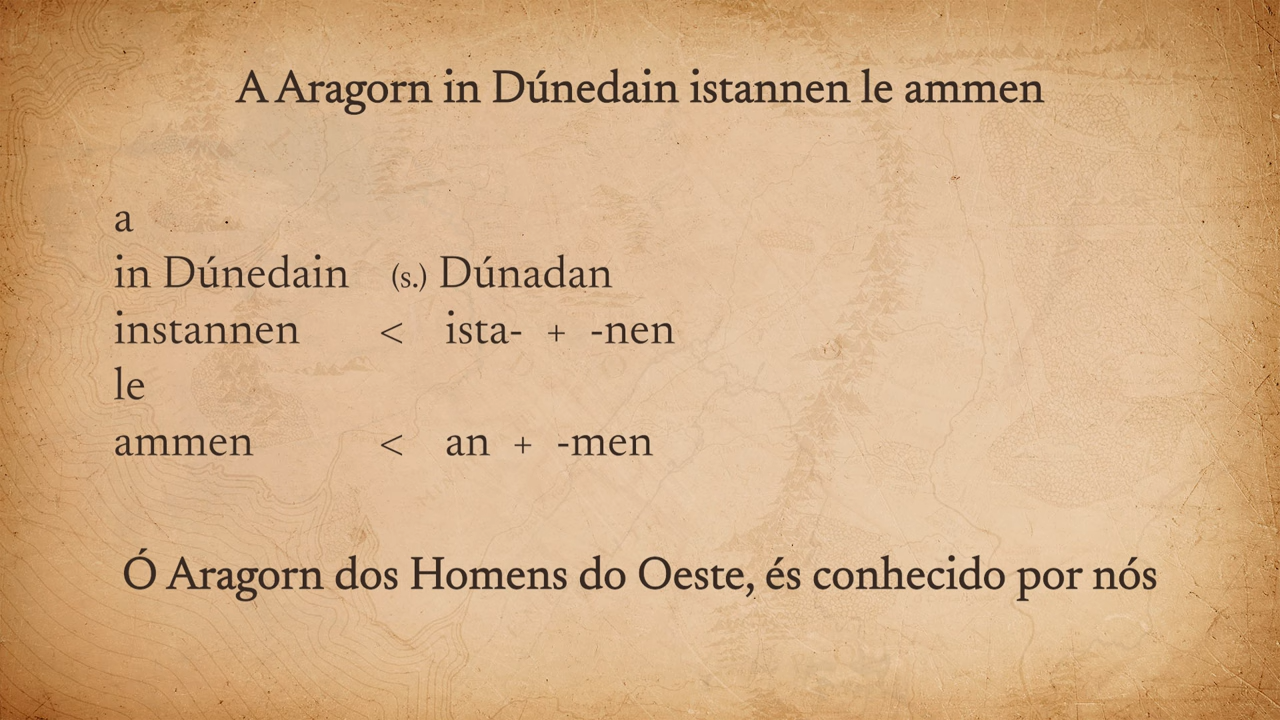 A Aragorn in Dúnedain istannen le ammen
a
in Dúnedain (s.) Dúnadan
instannen < ista- + -nen
le
ammen < an + -men
Ó Aragorn dos Homens do Oeste, és conhecido por nós